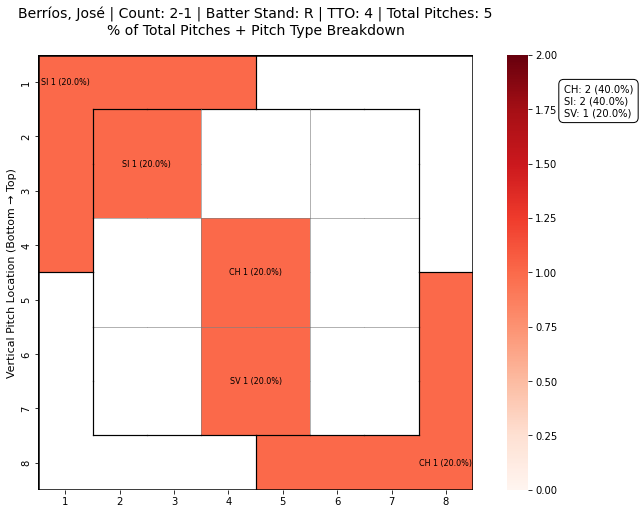 Berríos, José | Count: 2-1 | Batter Stand: R | TTO: 4 | Total Pitches: 5
% of Total Pitches + Pitch Type Breakdown
Vertical Pitch Location (Bottom → Top)
1
2
3
4
5
6
7
8
SI 1 (20.0%)
SI 1 (20.0%)
CH 1 (20.0%)
SV 1 (20.0%)
CH 1 (20.0%)
1 2 3 4 5 6 7 8
2.00
1.75
1.50
1.25
1.00
0.75
0.50
0.25
0.00
CH: 2 (40.0%)
SI: 2 (40.0%)
SV: 1 (20.0%)